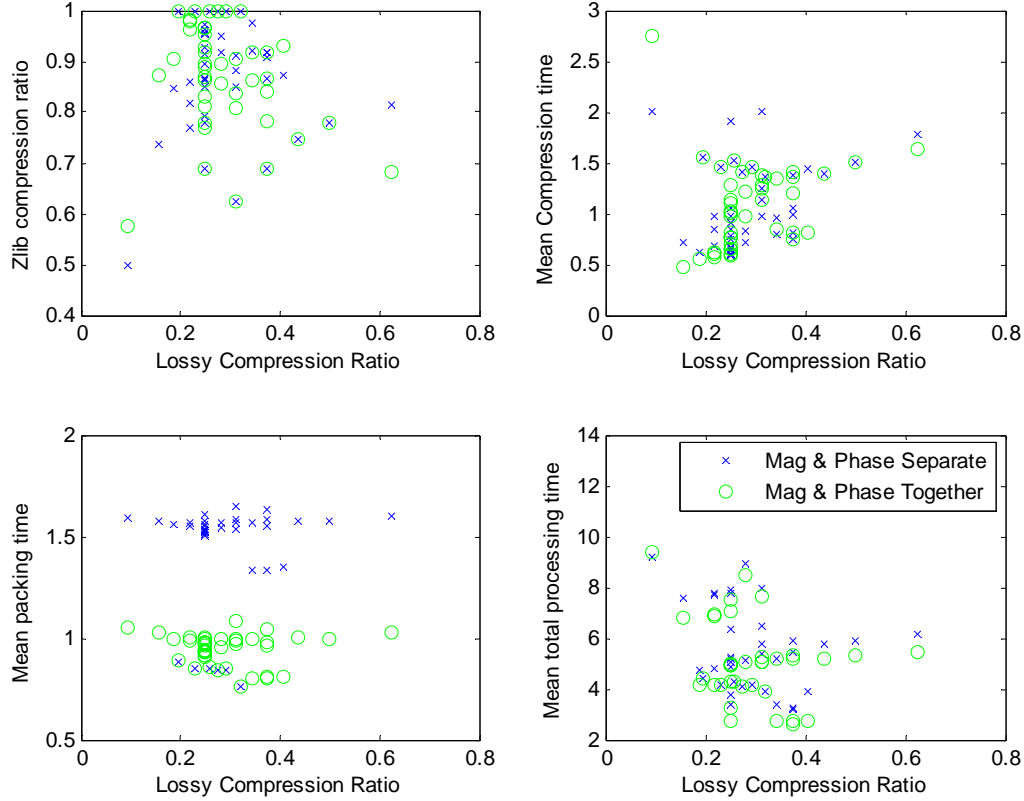 1
0.9
0.8
0.7
0.6
0.5
0.4
Zlib compression ratio
0 0.2 0.4 0.6 0.8
Lossy Compression Ratio
3
2.5
2
1.5
1
0.5
0
Mean Compression time
0 0.2 0.4 0.6 0.8
Lossy Compression Ratio
2
1.5
1
0.5
Mean packing time
0 0.2 0.4 0.6 0.8
Lossy Compression Ratio
14
12
10
8
6
4
2
Mean total processing time
Mag & Phase Separate
Mag & Phase Together
0 0.2 0.4 0.6 0.8
Lossy Compression Ratio